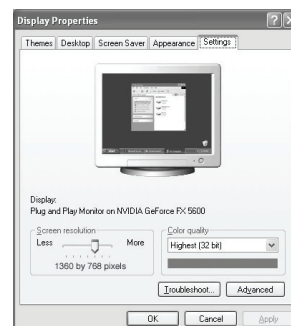 Display Properties
Themes Desktop Screen Saver Appearance Settings
Display:
Plug and Play Monitor on NVIDIA GeForce FX 5600
Screen resolution
Less More
1360 by 768 pixels
Color quality
Highest (32 bit)
Troubleshoot... Advanced
OK Cancel Apply